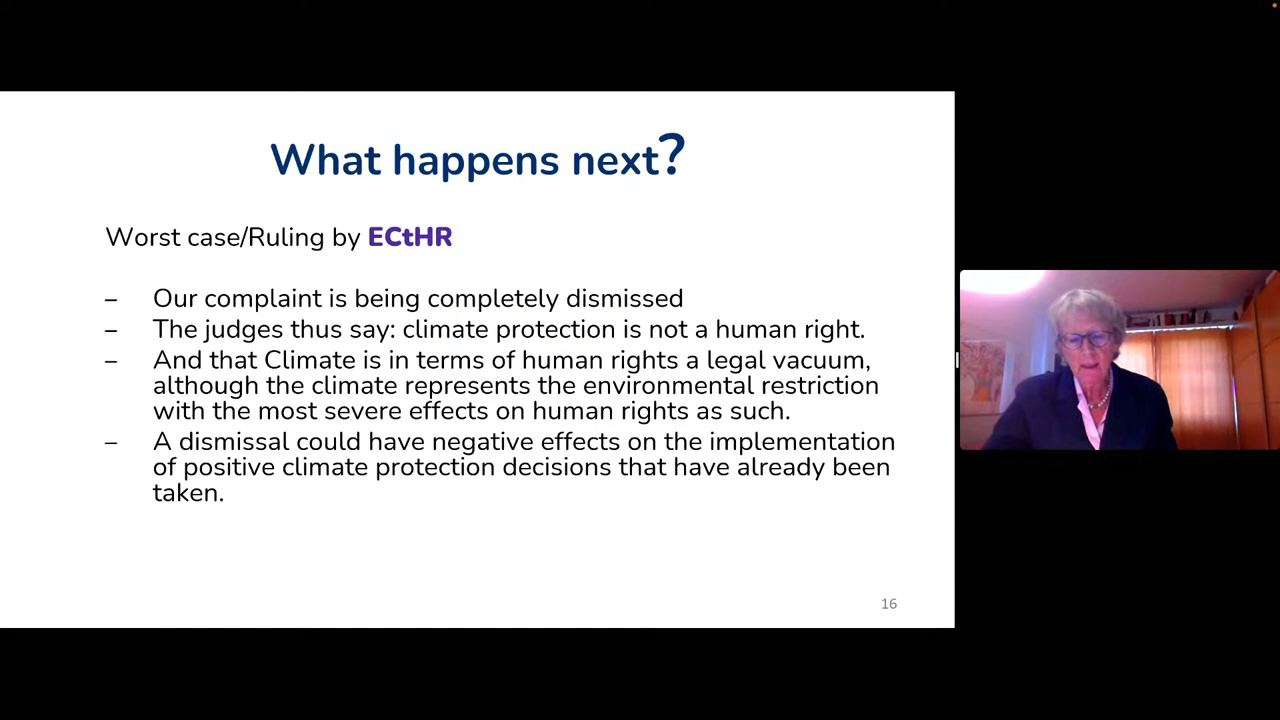 What happens next?
Worst case/Ruling by ECtHR
– Our complaint is being completely dismissed
– The judges thus say: climate protection is not a human right.
– And that Climate is in terms of human rights a legal vacuum,
although the climate represents the environmental restriction
with the most severe effects on human rights as such.
– A dismissal could have negative effects on the implementation
of positive climate protection decisions that have already been
taken.
16